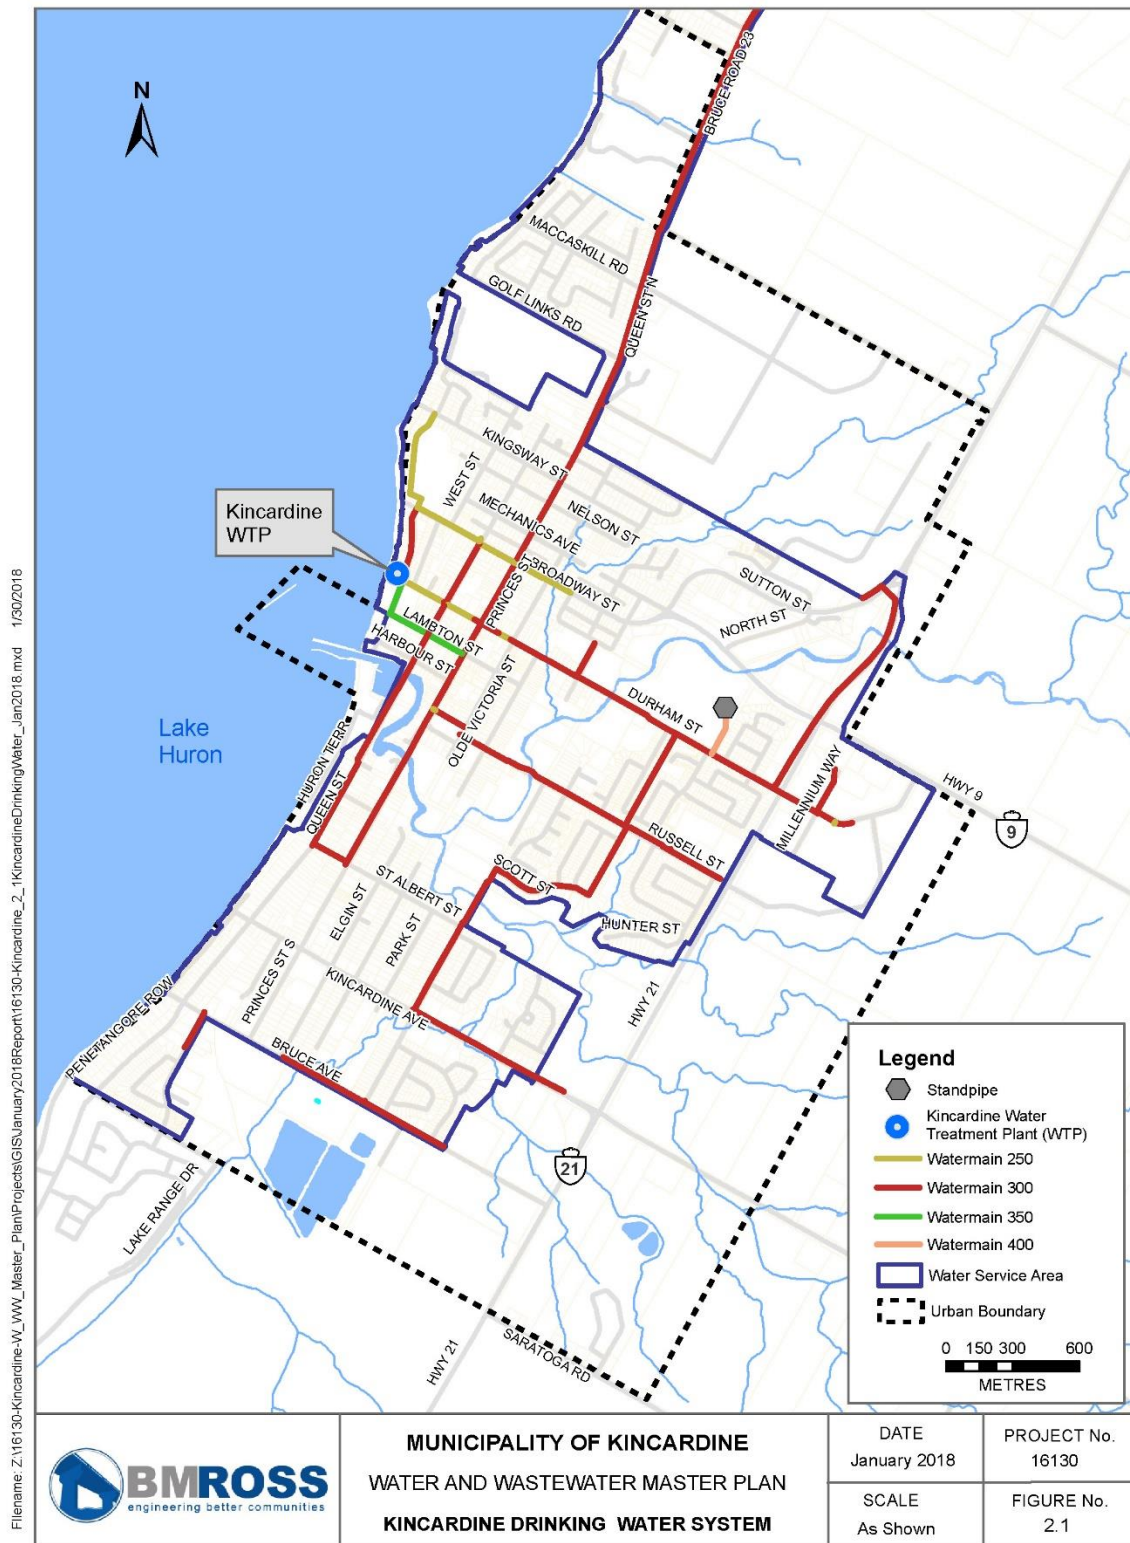 N
BRUCE ROAD 23
MACCASKILL RD
GOLF LINKS RD
QUEEN ST N
KINGSWAY ST
WEST ST
MECHANICS AVE
NELSON ST
Kincardine
WTP
PRINCES ST
BROADWAY ST
SUTTON ST
NORTH ST
LAMBTON ST
HARBOUR ST
DURHAM ST
OLDE VICTORIA ST
Lake
Huron
HURON TERR
QUEEN ST
MILLENNIUM WAY
HWY 9
9
RUSSELL ST
SCOTT ST
ST ALBERT ST
ELGIN ST
PARK ST
HUNTER ST
PRINCES ST S
KINCARDINE AVE
HWY 21
PENETANGORE ROW
BRUCE AVE
21
LAKE RANGE DR
HWY 21
SARATOGA RD
Legend
Standpipe
Kincardine Water
Treatment Plant (WTP)
Watermain 250
Watermain 300
Watermain 350
Watermain 400
Water Service Area
Urban Boundary
0 150 300 600
METRES
Filename: Z:\16130-Kincardine-W_WW_Master_Plan\Projects\GIS\January2018Report\16130-Kincardine_2_1KincardineDrinkingWater_Jan2018.mxd 1/30/2018
BMROSS
engineering better communities
MUNICIPALITY OF KINCARDINE
WATER AND WASTEWATER MASTER PLAN
KINCARDINE DRINKING WATER SYSTEM
DATE
January 2018
PROJECT No.
16130
SCALE
As Shown
FIGURE No.
2.1